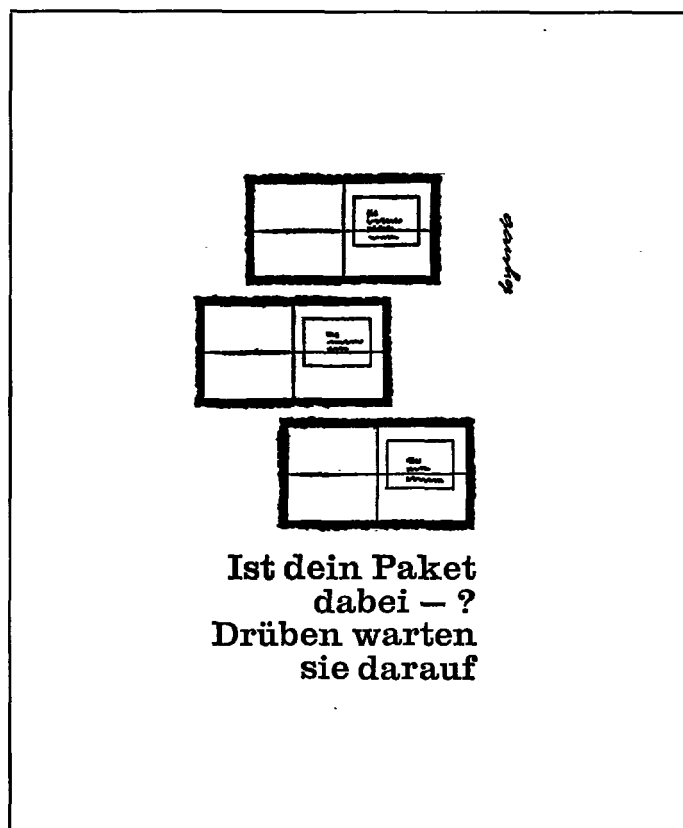 Ist dein Paket
dabei — ?
Drüben warten
sie darauf